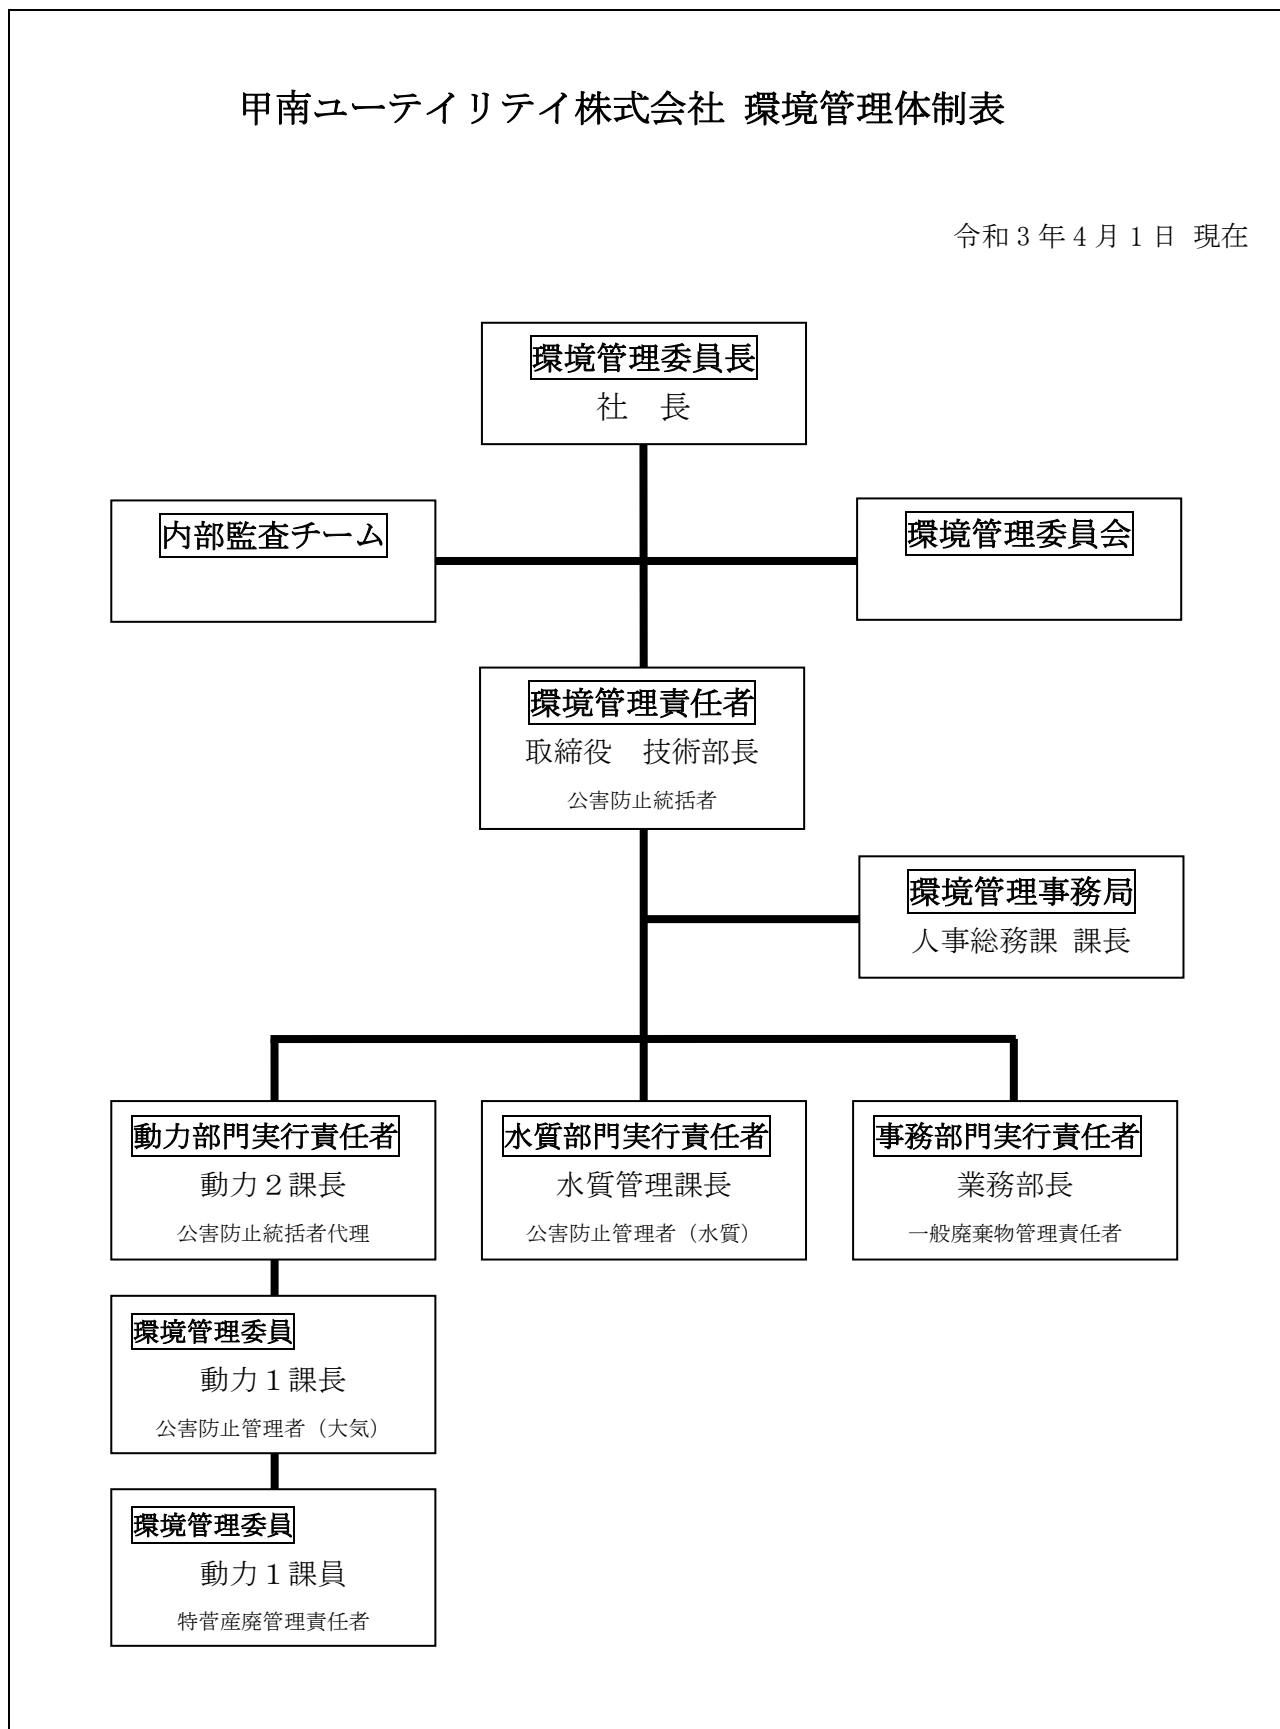 甲南ユーテイリテイ株式会社 環境管理体制表
令和3年4月1日 現在
環境管理委員長
社　長
内部監査チーム
環境管理委員会
環境管理責任者
取締役　技術部長
公害防止統括者
環境管理事務局
人事総務課 課長
動力部門実行責任者
動力２課長
公害防止統括者代理
水質部門実行責任者
水質管理課長
公害防止管理者（水質）
事務部門実行責任者
業務部長
一般廃棄物管理責任者
環境管理委員
動力１課長
公害防止管理者（大気）
環境管理委員
動力１課員
特菅産廃管理責任者